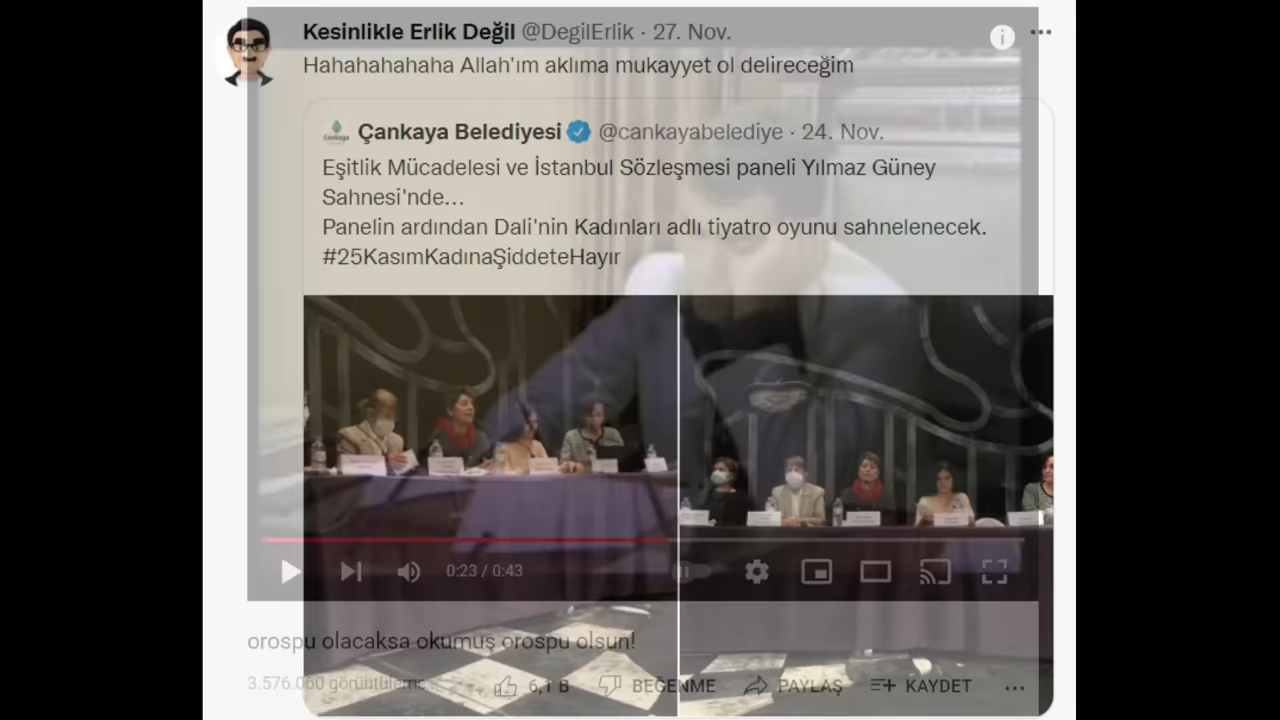 Kesinlikle Erlik Değil @DegilErlik · 27. Nov.
Hahahahahaha Allah'ım aklıma mukayyet ol delireceğim
Çankaya Belediyesi @cankayabelediye · 24. Nov.
Eşitlik Mücadelesi ve İstanbul Sözleşmesi paneli Yılmaz Güney
Sahnesi'nde...
Panelin ardından Dali'nin Kadınları adlı tiyatro oyunu sahnelenecek.
#25KasımKadınaŞiddeteHayır
0:23 / 0:43
orospu olacaksa okumuş orospu olsun!
3.576.060 görüntüleme
6,1 B BEĞENME PAYLAŞ KAYDET